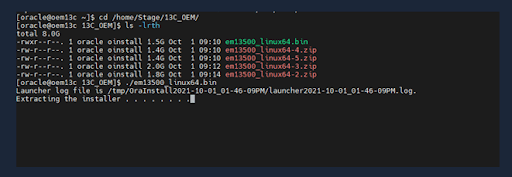 [oracle@oem13c ~]$ cd /home/Stage/13C_OEM/
[oracle@oem13c 13C_OEM]$ ls -lrth
total 8.0G
-rwxr--r--. 1 oracle oinstall 1.5G Oct  1 09:10 em13500_linux64.bin
-rw-r--r--. 1 oracle oinstall 1.4G Oct  1 09:10 em13500_linux64-4.zip
-rw-r--r--. 1 oracle oinstall 1.4G Oct  1 09:10 em13500_linux64-5.zip
-rw-r--r--. 1 oracle oinstall 2.0G Oct  1 09:12 em13500_linux64-3.zip
-rw-r--r--. 1 oracle oinstall 1.8G Oct  1 09:14 em13500_linux64-2.zip
[oracle@oem13c 13C_OEM]$ ./em13500_linux64.bin
Launcher log file is /tmp/OraInstall2021-10-01_01-46-09PM/launcher2021-10-01_01-46-09PM.log.
Extracting the installer . . . . . . . .